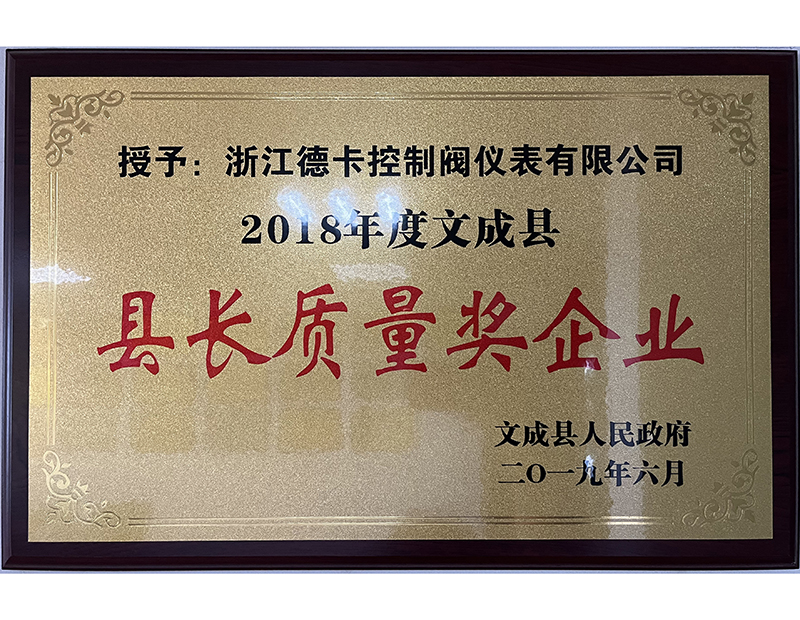 授予：浙江德卡控制阀仪表有限公司
2018年度文成县
县长质量奖企业
文成县人民政府
二〇一九年六月